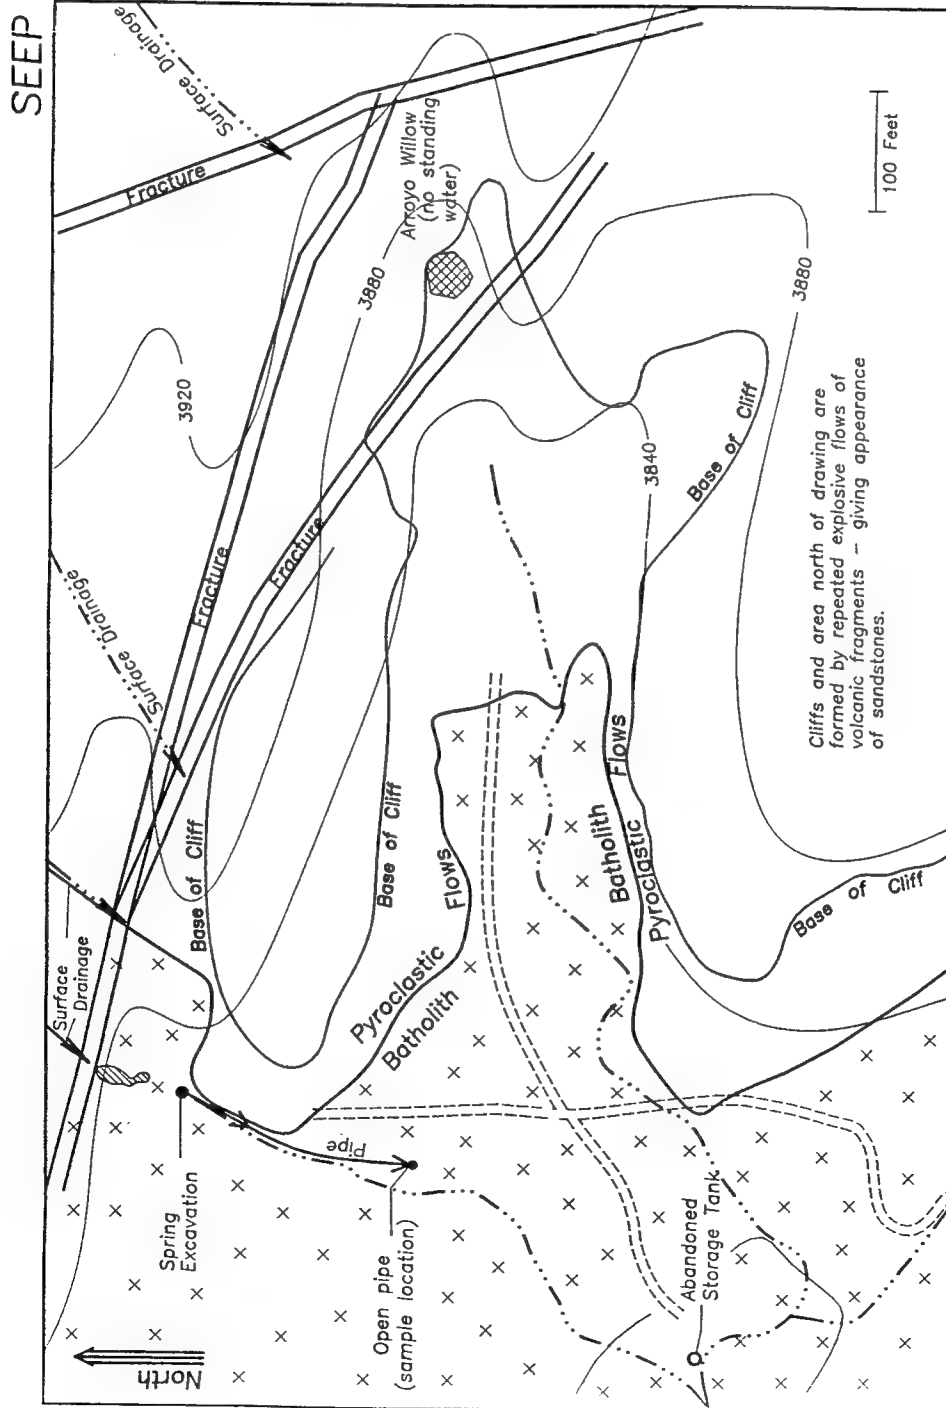 SEEP
Surface Drainage
Fracture
Surface Drainage
3920
Arroyo Willow
(no standing
water)
3880
Fracture
Fracture
Surface
Drainage
Base of Cliff
Base of Cliff
Spring
Excavation
Pipe
Open pipe
(sample location)
Pyroclastic
Flows
Batholith
3840
Base of Cliff
3880
Batholith
Pyroclastic
Flows
Base of Cliff
Abandoned
Storage Tank
100 Feet
Cliffs and area north of drawing are
formed by repeated explosive flows of
volcanic fragments – giving appearance
of sandstones.
North